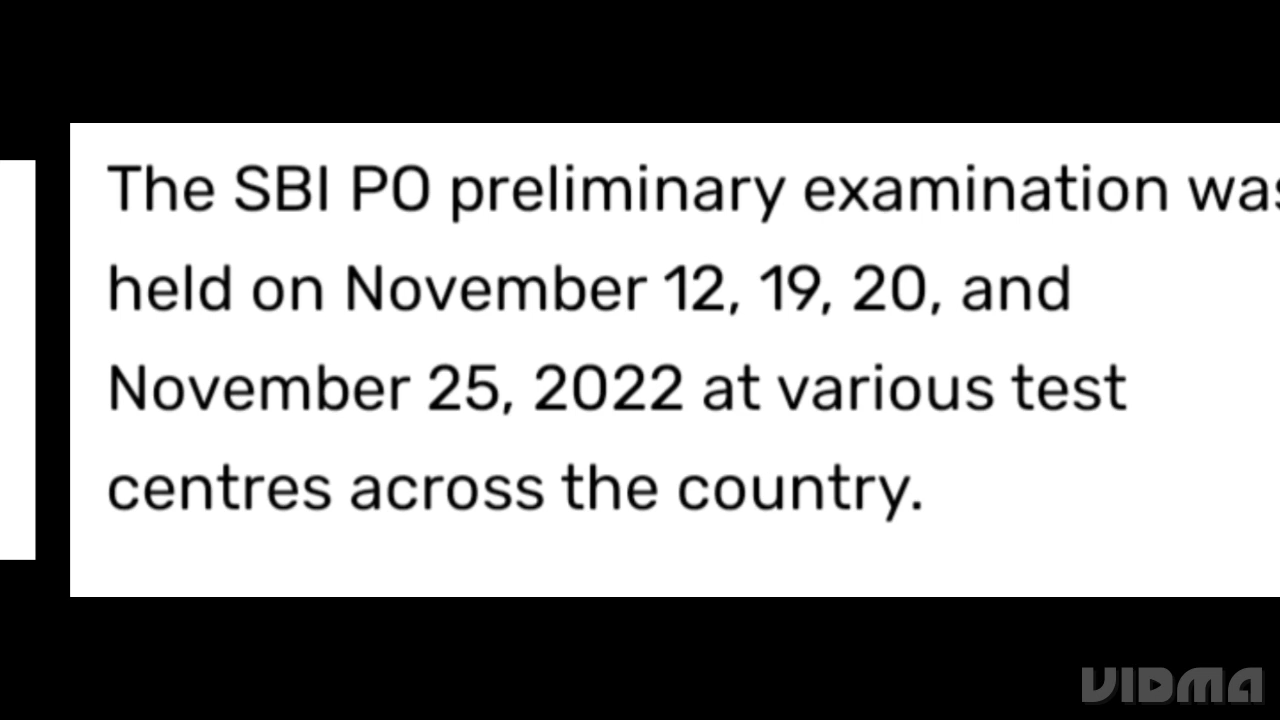 The SBI PO preliminary examination was
held on November 12, 19, 20, and
November 25, 2022 at various test
centres across the country.
VIDMA